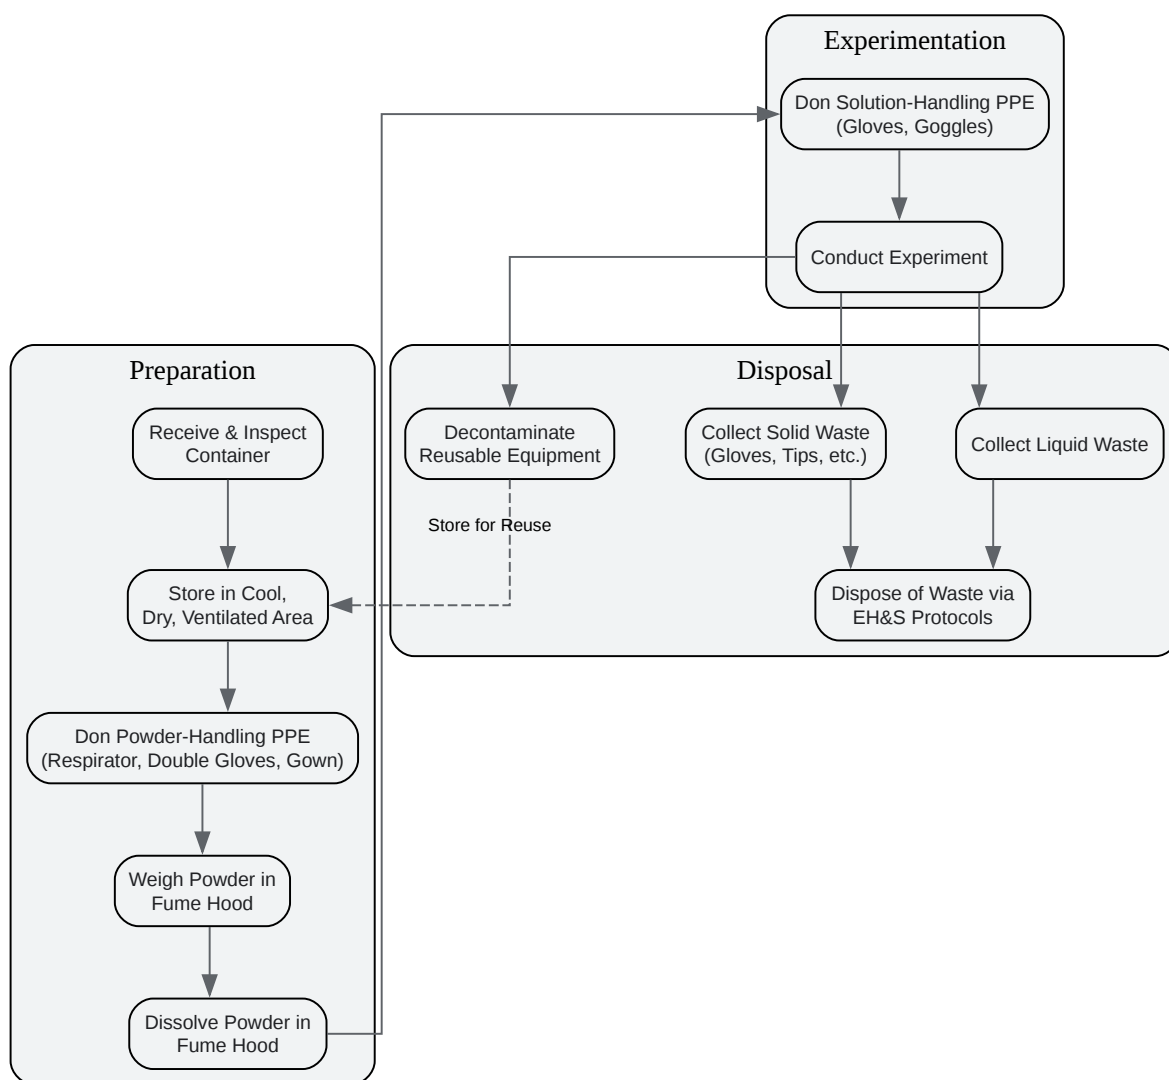 Experimentation
Don Solution-Handling PPE
(Gloves, Goggles)
Conduct Experiment
Preparation
Receive & Inspect
Container
Store in Cool,
Dry, Ventilated Area
Don Powder-Handling PPE
(Respirator, Double Gloves, Gown)
Weigh Powder in
Fume Hood
Dissolve Powder in
Fume Hood
Disposal
Decontaminate
Reusable Equipment
Store for Reuse
Collect Solid Waste
(Gloves, Tips, etc.)
Collect Liquid Waste
Dispose of Waste via
EH&S Protocols